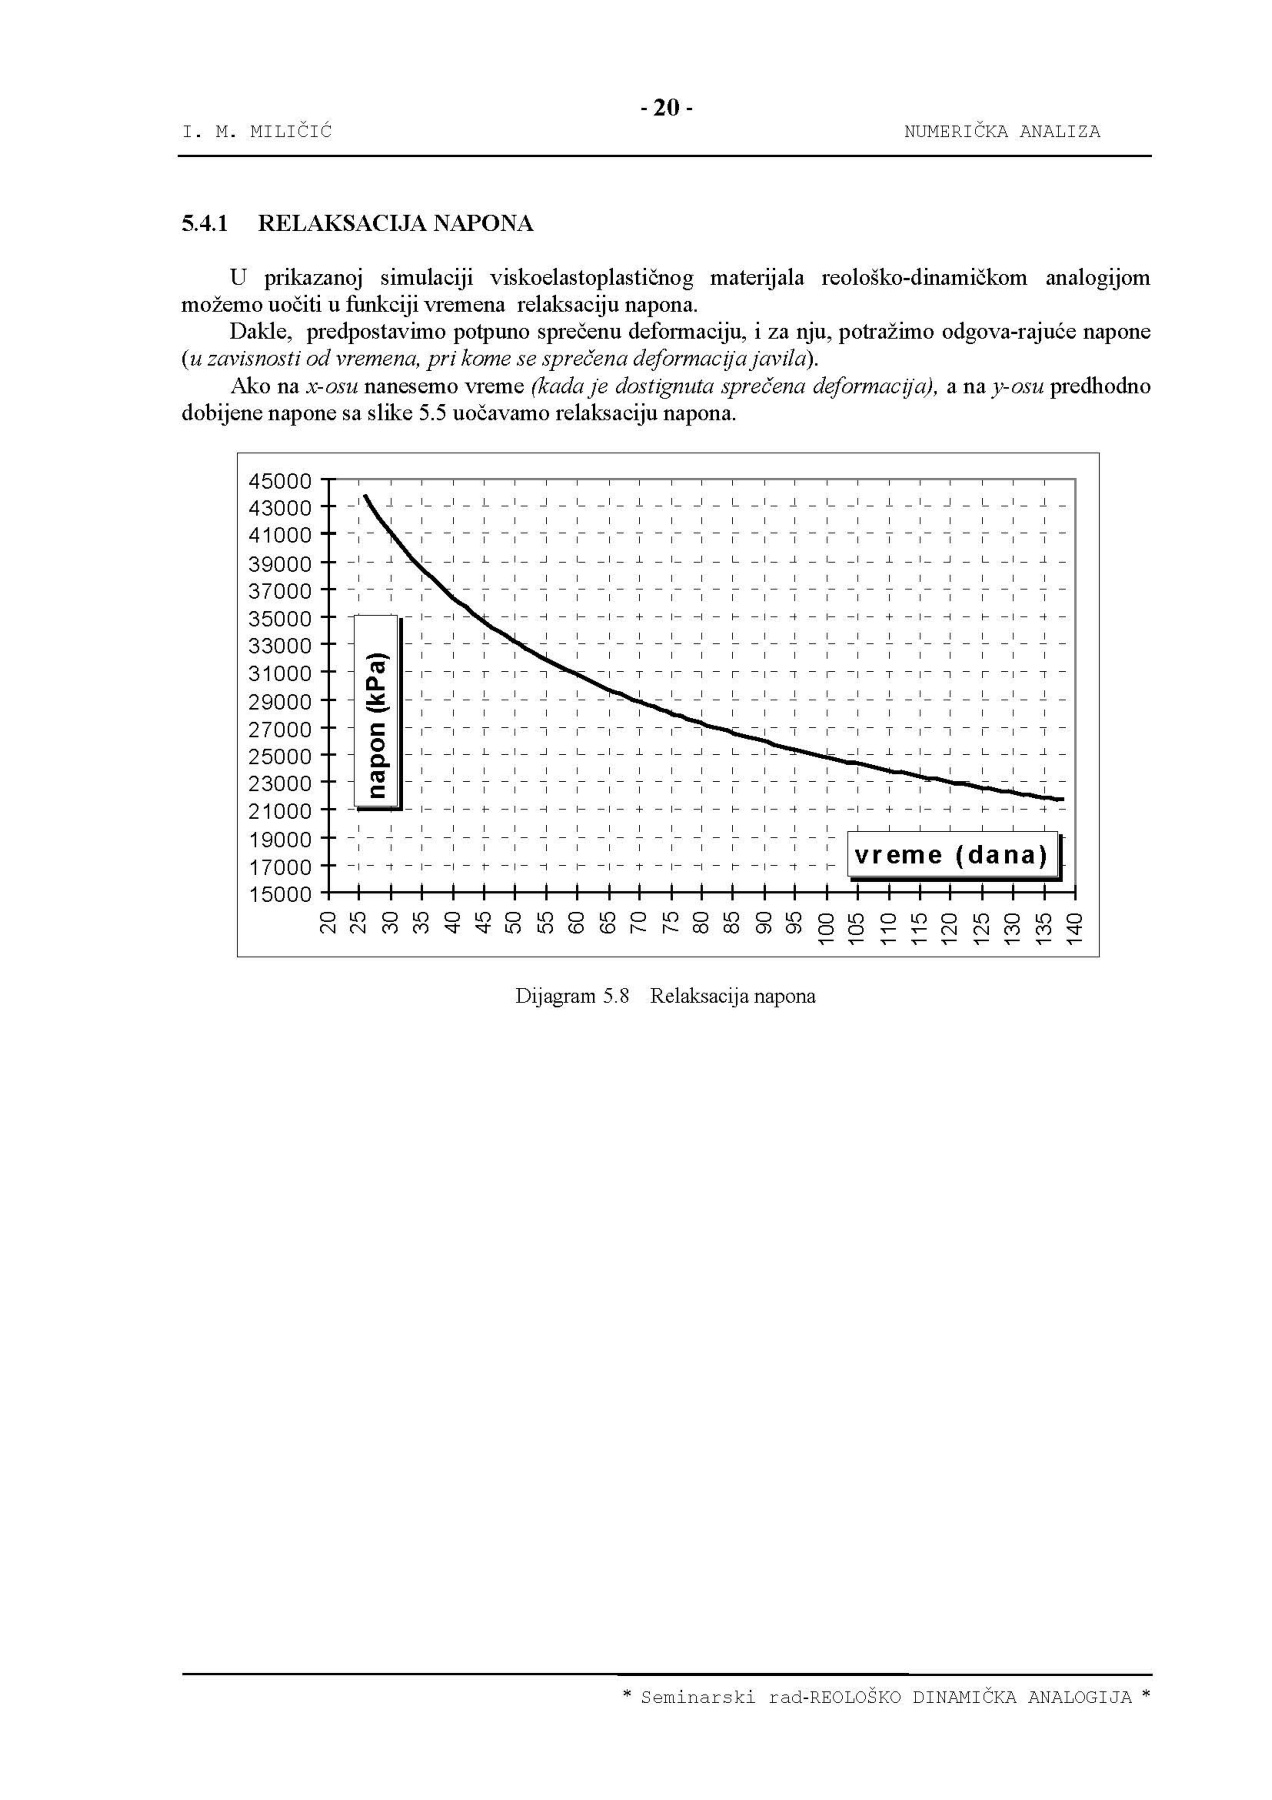 - 20 -
I. M. MILIČIĆ NUMERIČKA ANALIZA
5.4.1 RELAKSACIJA NAPONA
U prikazanoj simulaciji viskoelastoplastičnog materijala reološko-dinamičkom analogijom
možemo uočiti u funkciji vremena relaksaciju napona.
Dakle, predpostavimo potpuno sprečenu deformaciju, i za nju, potražimo odgova-rajuće napone
(u zavisnosti od vremena, pri kome se sprečena deformacija javila).
Ako na x-osu nanesemo vreme (kada je dostignuta sprečena deformacija), a na y-osu predhodno
dobijene napone sa slike 5.5 uočavamo relaksaciju napona.
45000
43000
41000
39000
37000
35000
33000
31000
29000
27000
25000
23000
21000
19000
17000
15000
napon (kPa)
vreme (dana)
20 25 30 35 40 45 50 55 60 65 70 75 80 85 90 95 100 105 110 115 120 125 130 135 140
Dijagram 5.8 Relaksacija napona
* Seminarski rad-REOLOŠKO DINAMIČKA ANALOGIJA *